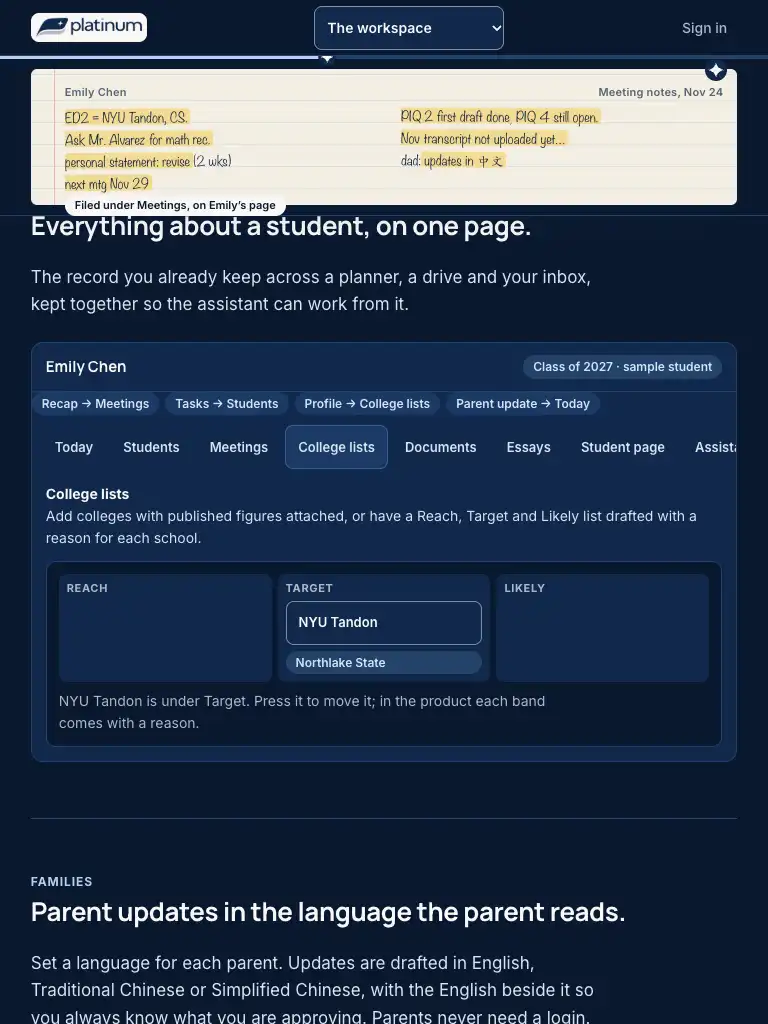 platinum
The workspace
Sign in
Emily Chen
Meeting notes, Nov 24
ED2 = NYU Tandon, CS.
Ask Mr. Alvarez for math rec.
personal statement: revise (2 wks)
next mtg Nov 29
PIQ 2 first draft done, PIQ 4 still open.
Nov transcript not uploaded yet...
dad: updates in 中文
Filed under Meetings, on Emily's page
Everything about a student, on one page.
The record you already keep across a planner, a drive and your inbox,
kept together so the assistant can work from it.
Emily Chen
Class of 2027 · sample student
Recap → Meetings
Tasks → Students
Profile → College lists
Parent update → Today
Today
Students
Meetings
College lists
Documents
Essays
Student page
Assista
College lists
Add colleges with published figures attached, or have a Reach, Target and Likely list drafted with a
reason for each school.
REACH
TARGET
NYU Tandon
Northlake State
LIKELY
NYU Tandon is under Target. Press it to move it; in the product each band
comes with a reason.
FAMILIES
Parent updates in the language the parent reads.
Set a language for each parent. Updates are drafted in English,
Traditional Chinese or Simplified Chinese, with the English beside it so
you always know what you are approving. Parents never need a login.